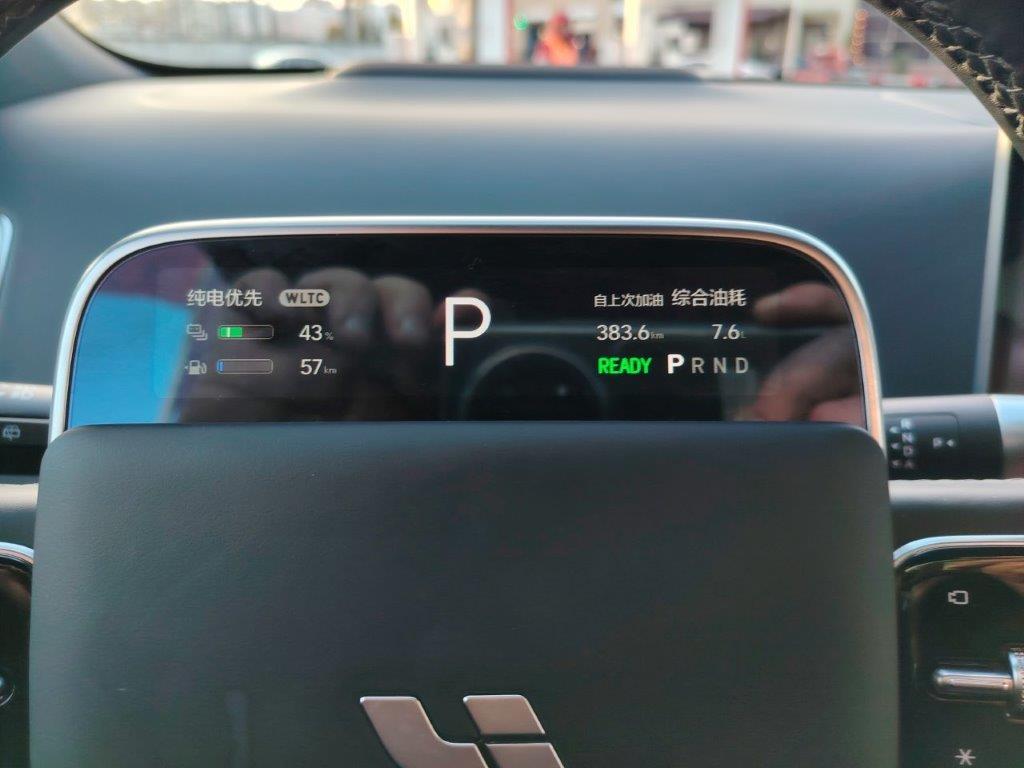 纯电优先 WLTC
43%
57km
P
自上次加油 综合油耗
383.6km 7.6L
READY P R N D
R
N P
D